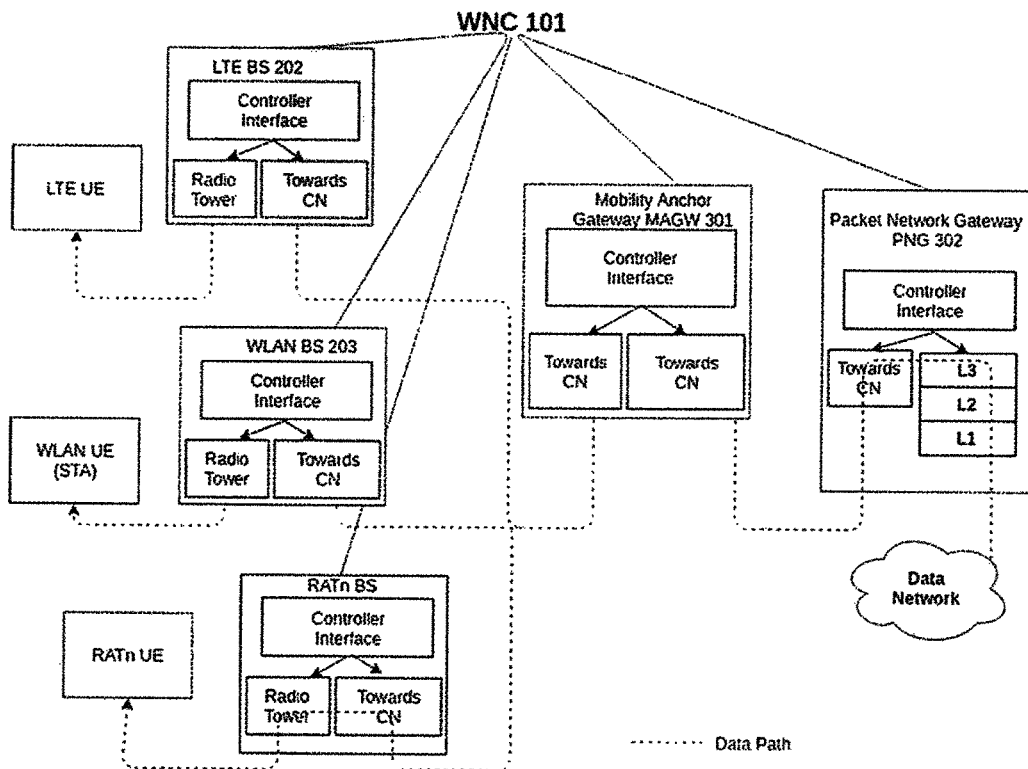 WNC 101
LTE BS 202
Controller
Interface
Radio
Tower
Towards
CN
LTE UE
Mobility Anchor
Gateway MAGW 301
Controller
Interface
Towards
CN
Towards
CN
Packet Network Gateway
PNG 302
Controller
Interface
Towards
CN
L3
L2
L1
WLAN BS 203
Controller
Interface
Radio
Tower
Towards
CN
WLAN UE
(STA)
Data
Network
RATn BS
Controller
Interface
Radio
Tower
Towards
CN
RATn UE
Data Path